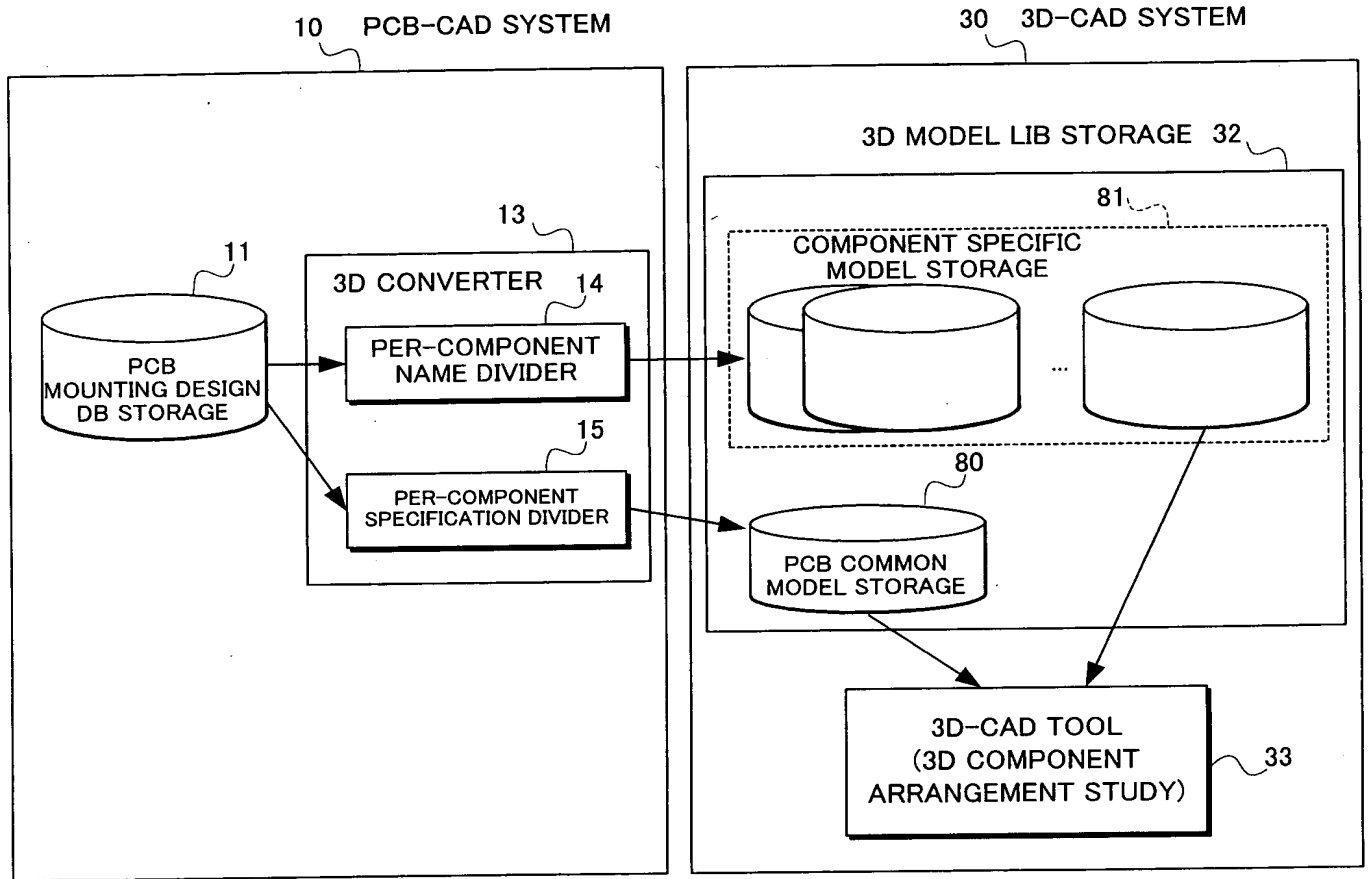 10 PCB-CAD SYSTEM
30 3D-CAD SYSTEM
3D MODEL LIB STORAGE 32
81
COMPONENT SPECIFIC
MODEL STORAGE
...
13
3D CONVERTER
11
PCB
MOUNTING DESIGN
DB STORAGE
14
PER-COMPONENT
NAME DIVIDER
15
PER-COMPONENT
SPECIFICATION DIVIDER
80
PCB COMMON
MODEL STORAGE
3D-CAD TOOL
(3D COMPONENT
ARRANGEMENT STUDY)
33